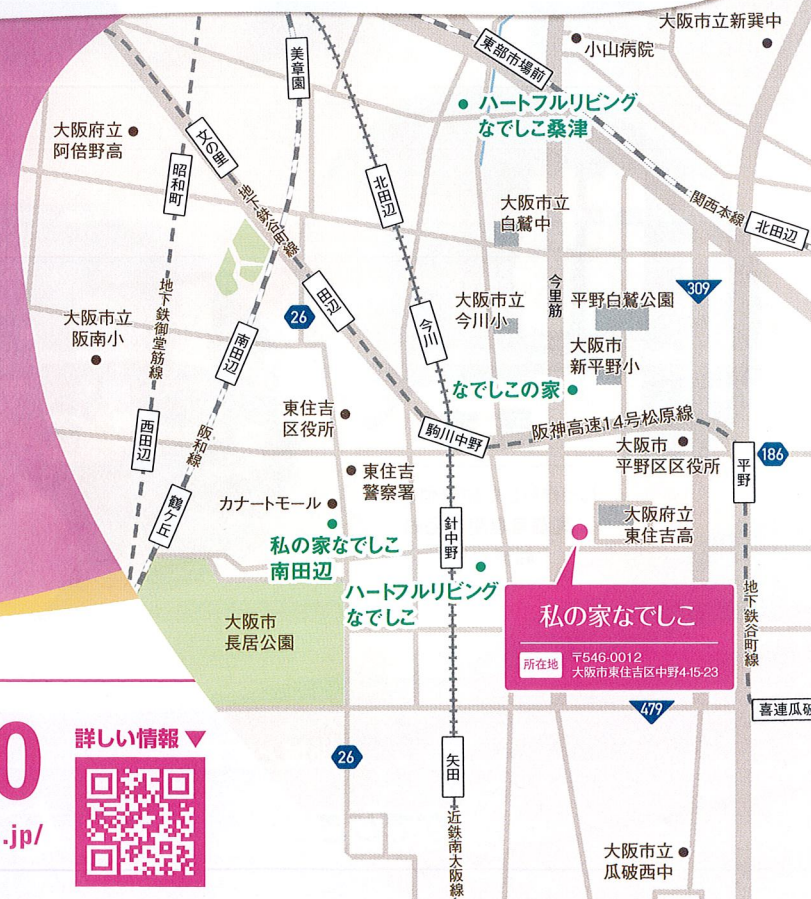 大阪市立新巽中
小山病院
東部市場前
美章園
ハートフルリビング
なでしこ桑津
大阪府立
阿倍野高
文の里
昭和町
北田辺
地下鉄谷町線
関西本線
北田辺
大阪市立
白鷺中
今里筋
309
平野白鷺公園
大阪市立
今川小
田辺
26
今川
地下鉄御堂筋線
大阪市立
阪南小
南田辺
大阪市
新平野小
なでしこの家
東住吉
区役所
駒川中野
阪神高速14号松原線
大阪市
平野区区役所
186
平野
西田辺
阪和線
東住吉
警察署
カナートモール
鶴ケ丘
針中野
大阪府立
東住吉高
私の家なでしこ
南田辺
ハートフルリビング
なでしこ
大阪市
長居公園
私の家なでしこ
所在地
〒546-0012
大阪市東住吉区中野4-15-23
地下鉄谷町線
479
喜連瓜破
詳しい情報▼
26
矢田
0
.jp/
近鉄南大阪線
大阪市立
瓜破西中